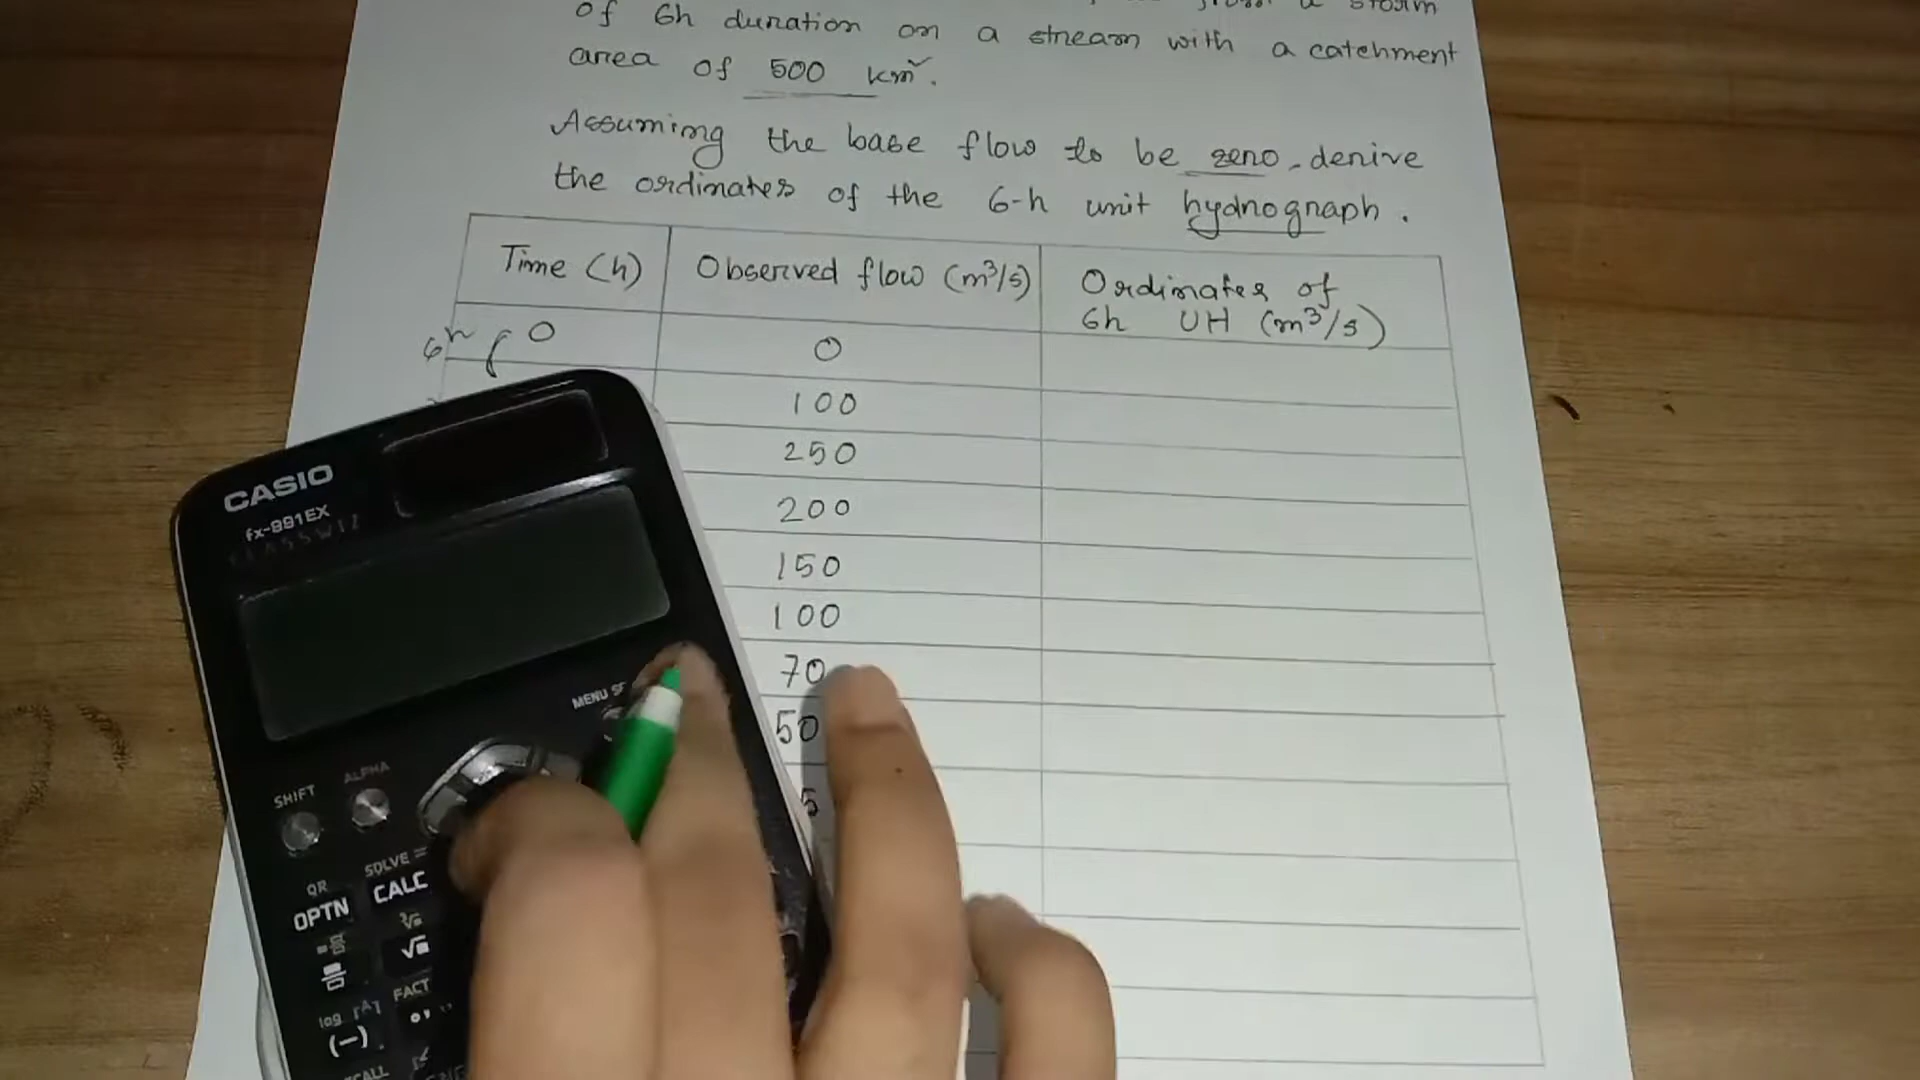 of 6h duration on a stream with a catchment
area of 500 km².
Assuming the base flow to be zero, derive
the ordinates of the 6-h unit hydrograph.
Time (h) Observed flow (m³/s) Ordinates of
6h UH (m³/s)
6h 0 0
100
250
200
150
100
70
50
5
CASIO
fx-991EX
CLASSWIZ
MENU
SHIFT ALPHA
QR SOLVE =
OPTN CALC
√
FACT
log
(-)